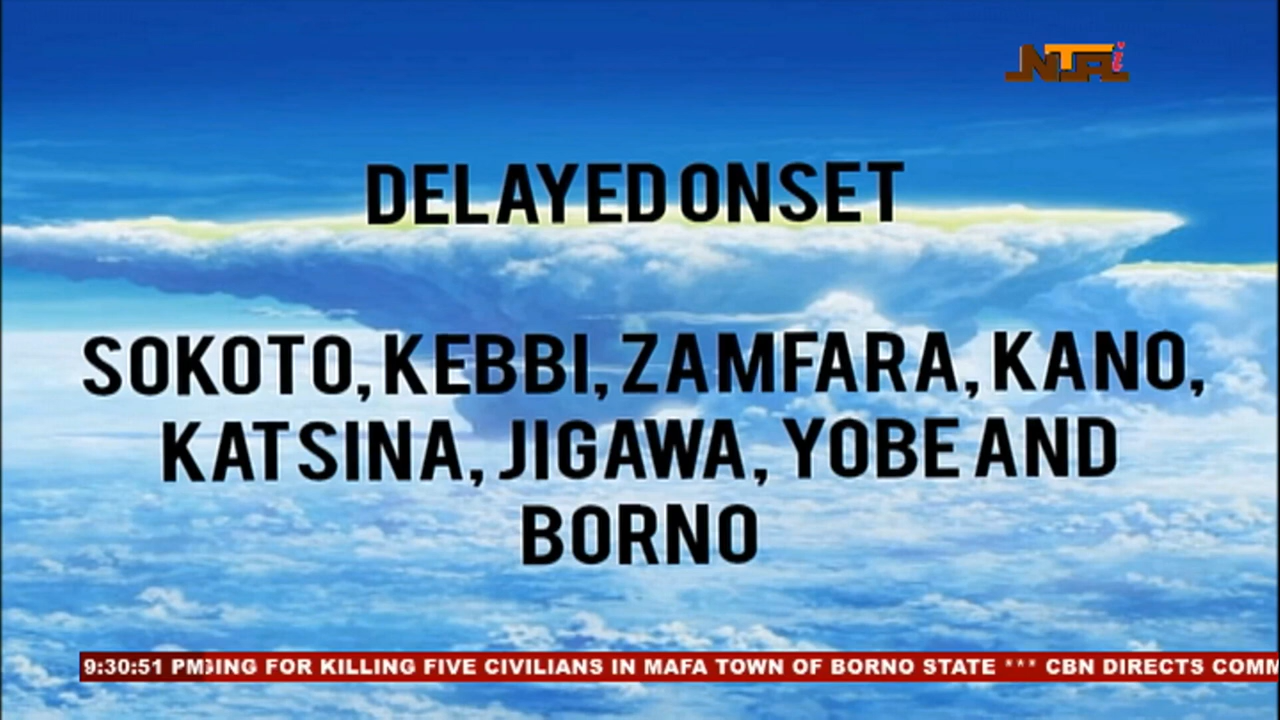 NTA
DELAYED ONSET
SOKOTO, KEBBI, ZAMFARA, KANO,
KATSINA, JIGAWA, YOBE AND
BORNO
9:30:51 PM ING FOR KILLING FIVE CIVILIANS IN MAFA TOWN OF BORNO STATE *** CBN DIRECTS COMM